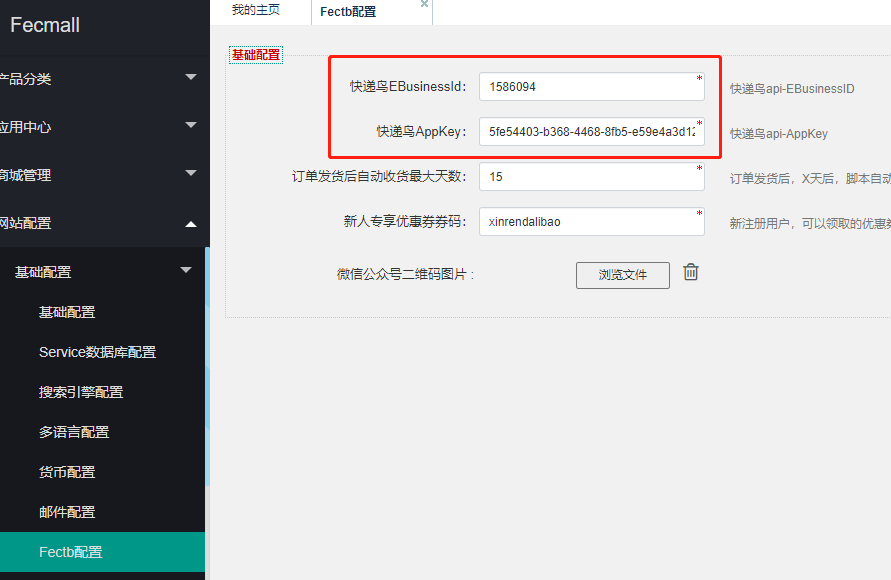 Fecmall
产品分类
应用中心
商城管理
网站配置
基础配置
基础配置
Service数据库配置
搜索引擎配置
多语言配置
货币配置
邮件配置
Fectb配置
我的主页
Fectb配置
基础配置
快递鸟EBusinessId:
1586094
*
快递鸟api-EBusinessID
快递鸟AppKey:
5fe54403-b368-4468-8fb5-e59e4a3d12
*
快递鸟api-AppKey
订单发货后自动收货最大天数:
15
*
订单发货后，X天后，脚本自动
新人专享优惠券券码:
xinrendalibao
*
新注册用户，可以领取的优惠券
微信公众号二维码图片 :
浏览文件